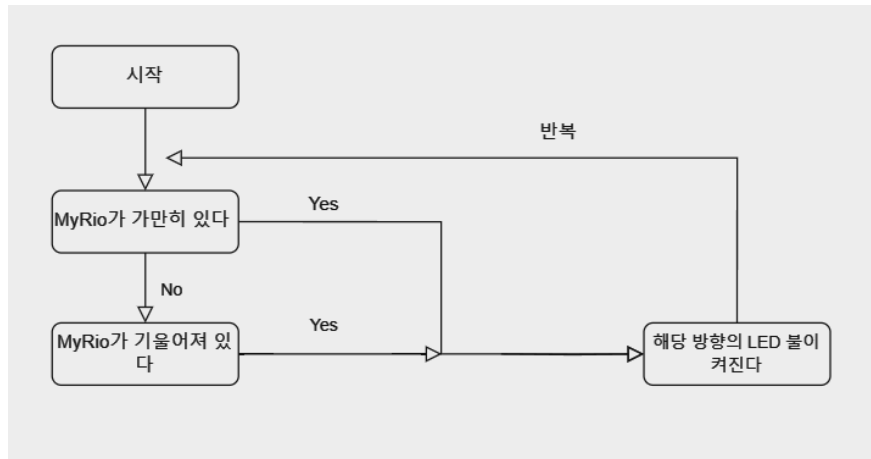 시작
반복
MyRio가 가만히 있다
Yes
No
MyRio가 기울어져 있
다
Yes
해당 방향의 LED 불이
켜진다